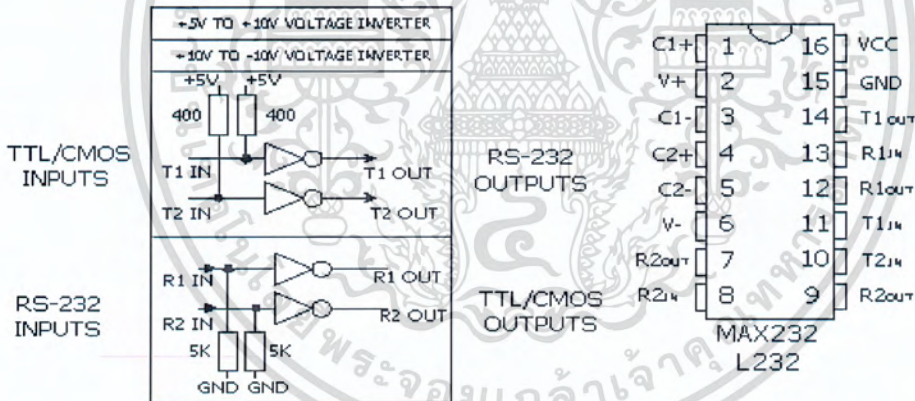 +5V TO +10V VOLTAGE INVERTER
+10V TO -10V VOLTAGE INVERTER
+5V +5V
400 400
TTL/CMOS
INPUTS
T1 IN T1 OUT
T2 IN T2 OUT
RS-232
OUTPUTS
RS-232
INPUTS
R1 IN R1 OUT
R2 IN R2 OUT
5K 5K
GND GND
TTL/CMOS
OUTPUTS
C1+ 1 16 VCC
V+ 2 15 GND
C1- 3 14 T1OUT
C2+ 4 13 R1IN
C2- 5 12 R1OUT
V- 6 11 T1IN
R2OUT 7 10 T2IN
R2IN 8 9 R2OUT
MAX232
L232